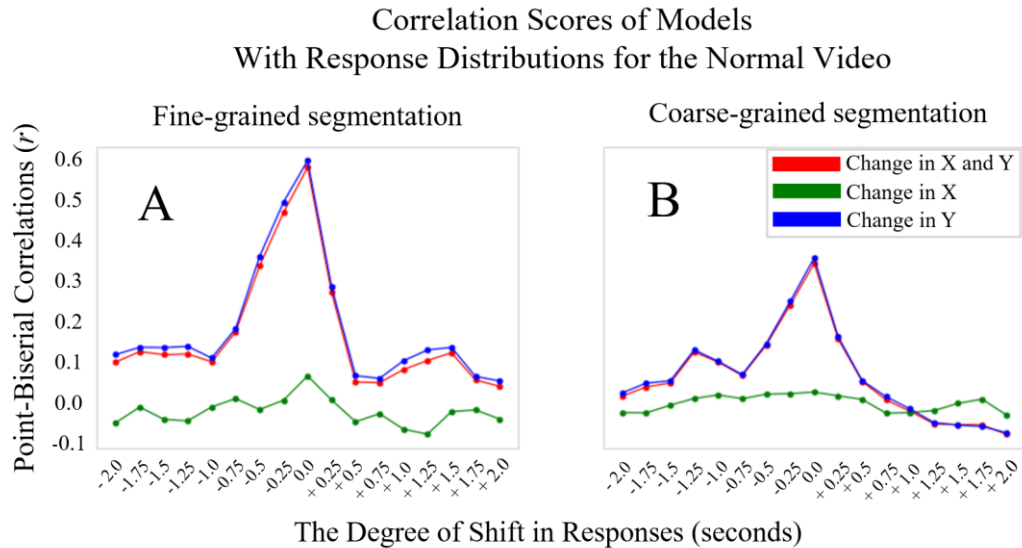 Correlation Scores of Models
With Response Distributions for the Normal Video
Fine-grained segmentation
Coarse-grained segmentation
Point-Biserial Correlations (r)
0.6
0.5
0.4
0.3
0.2
0.1
0.0
-0.1
A
B
Change in X and Y
Change in X
Change in Y
- 2.0 -1.75 -1.5 -1.25 -1.0 -0.75 -0.5 -0.25 0.0 + 0.25 + 0.5 + 0.75 + 1.0 + 1.25 + 1.5 + 1.75 + 2.0
- 2.0 -1.75 -1.5 -1.25 -1.0 -0.75 -0.5 -0.25 0.0 + 0.25 + 0.5 + 0.75 + 1.0 + 1.25 + 1.5 + 1.75 + 2.0
The Degree of Shift in Responses (seconds)